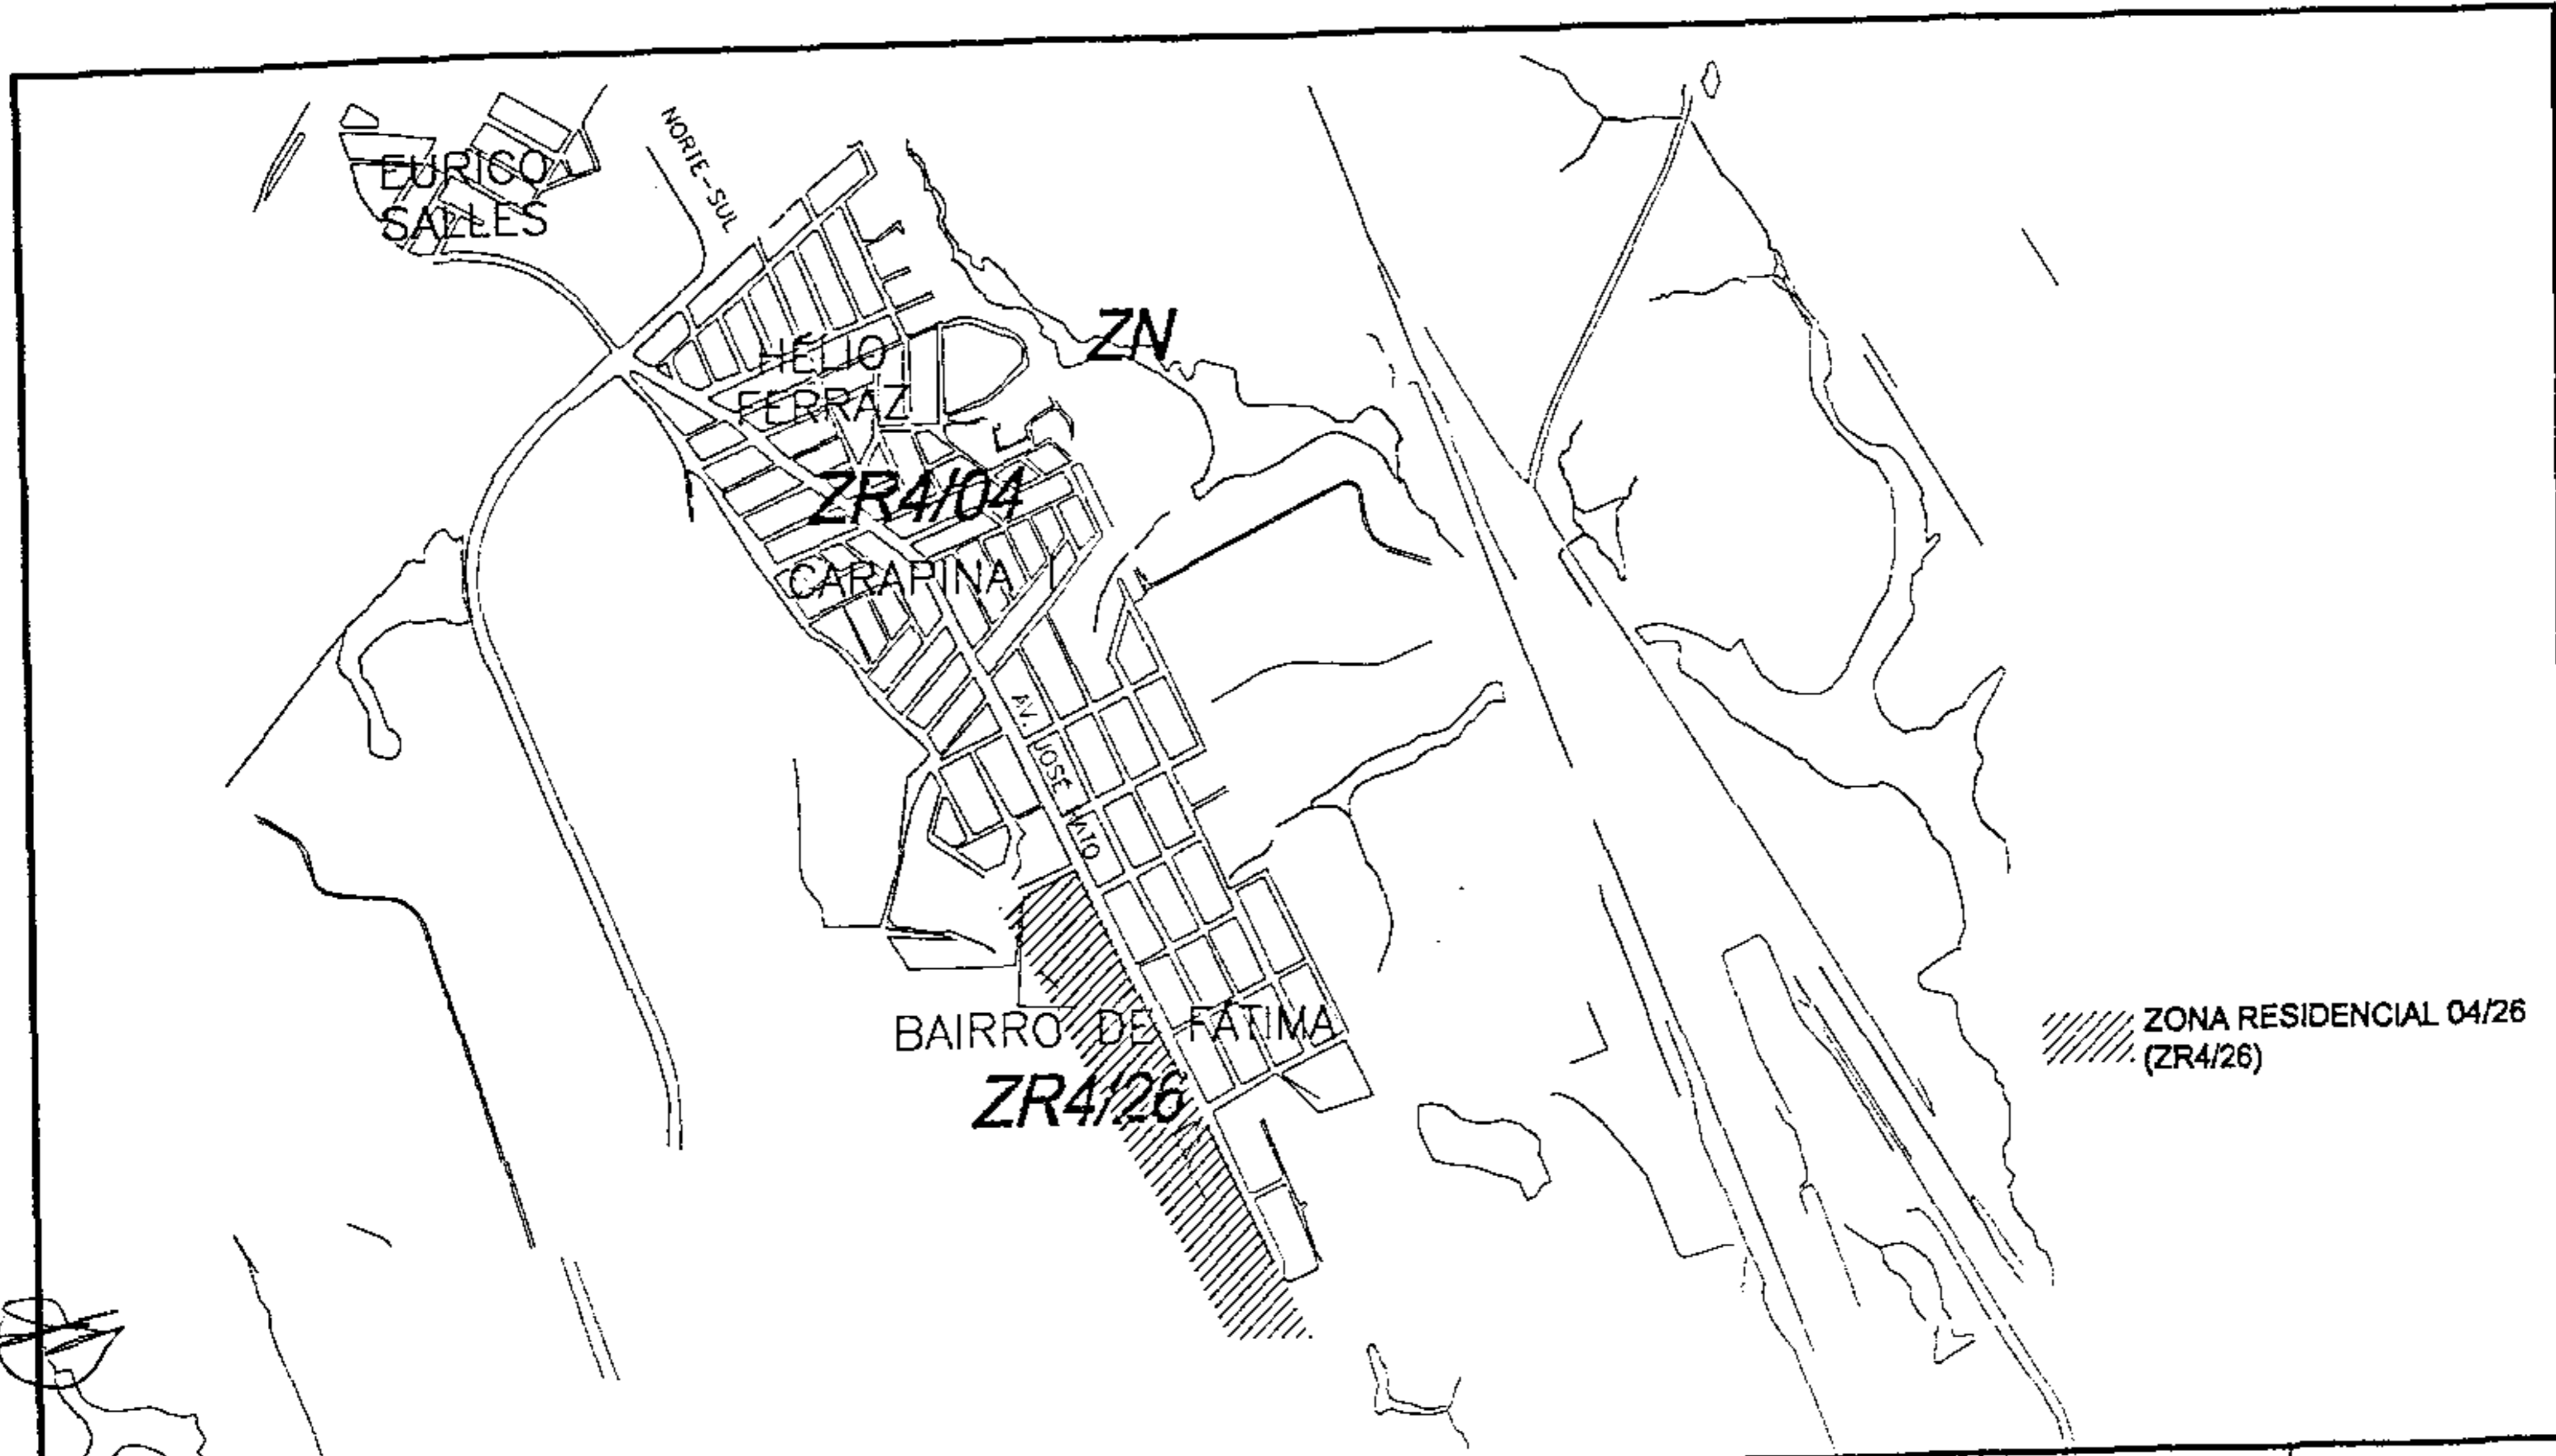 NORTE-SUL
EURICO
SALLES
ZN
HÉLIO
FERRAZ
ZR4/04
CARAPINA I
AV. JOSÉ
BAIRRO DE FÁTIMA
ZR4/26
ZONA RESIDENCIAL 04/26
(ZR4/26)